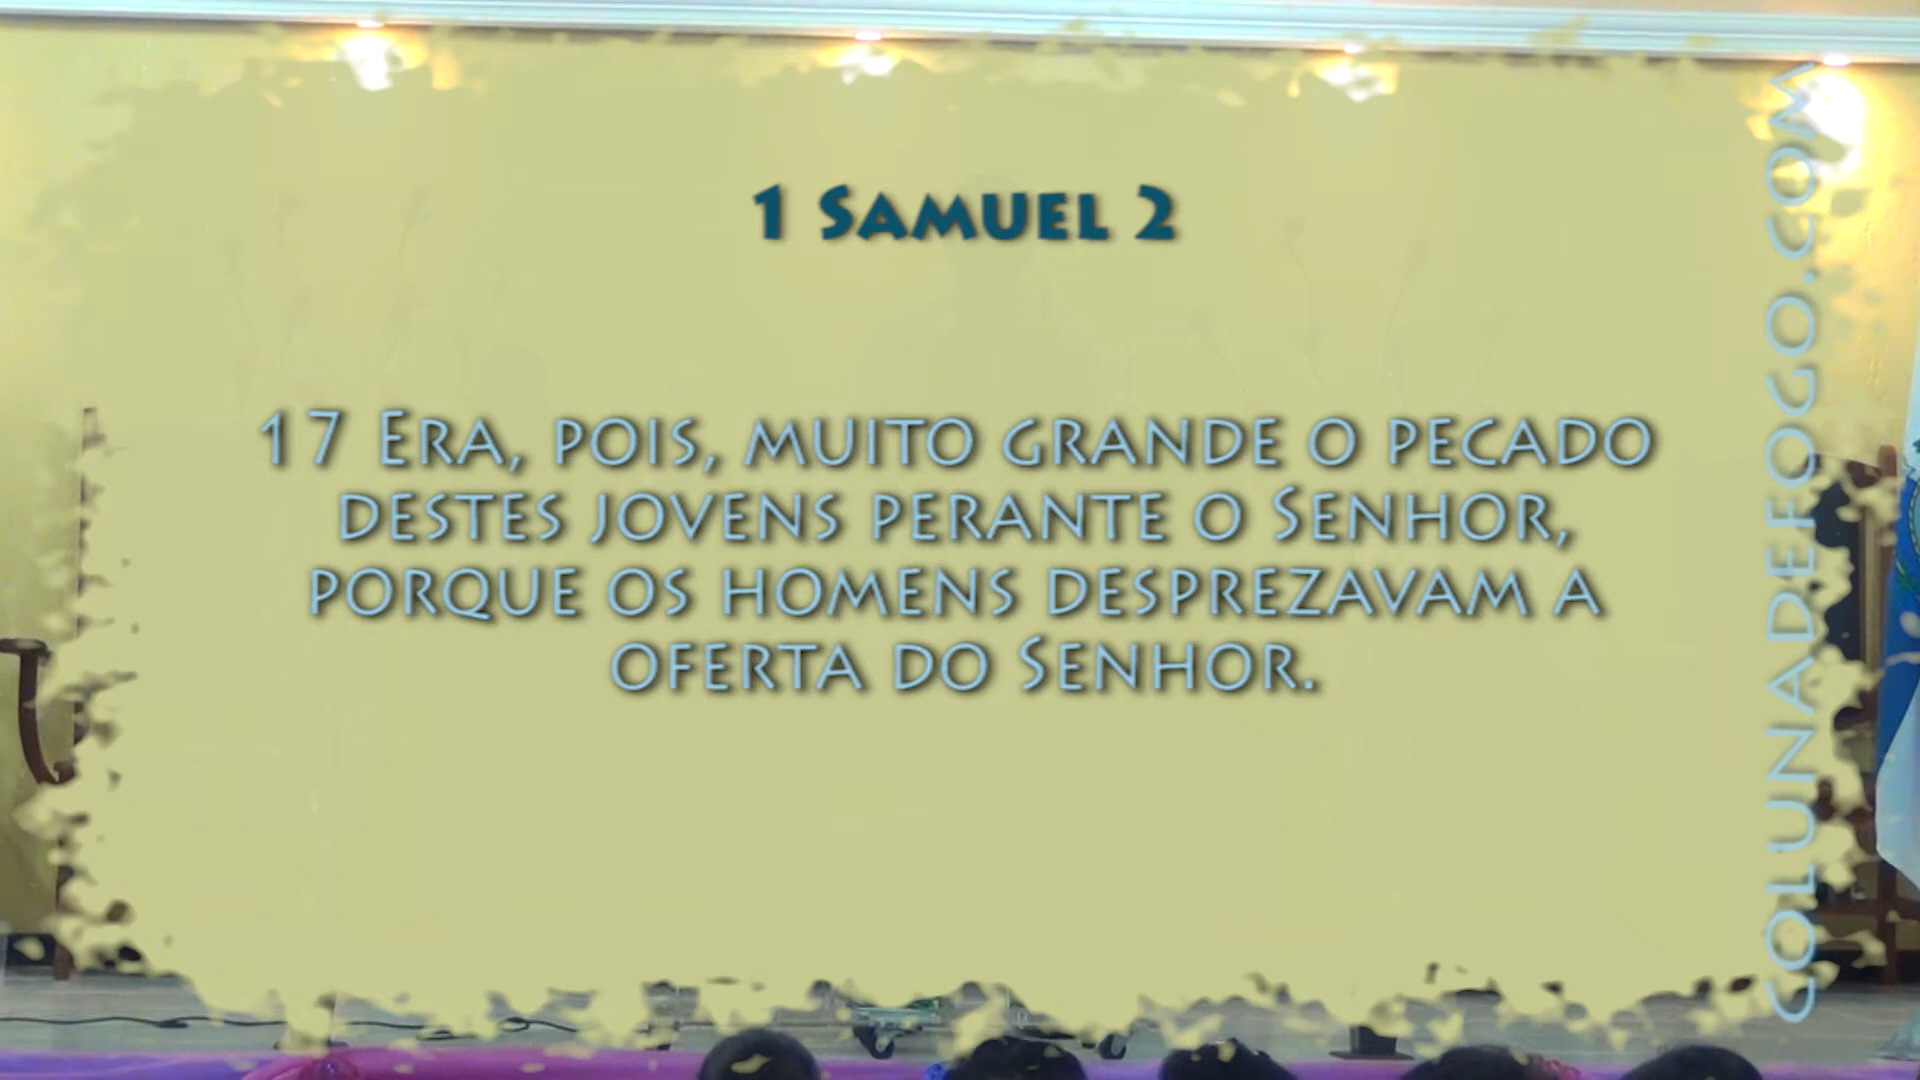 1 Samuel 2
17 Era, pois, muito grande o pecado
destes jovens perante o Senhor,
porque os homens desprezavam a
oferta do Senhor.
COLUNADEFOGO.COM